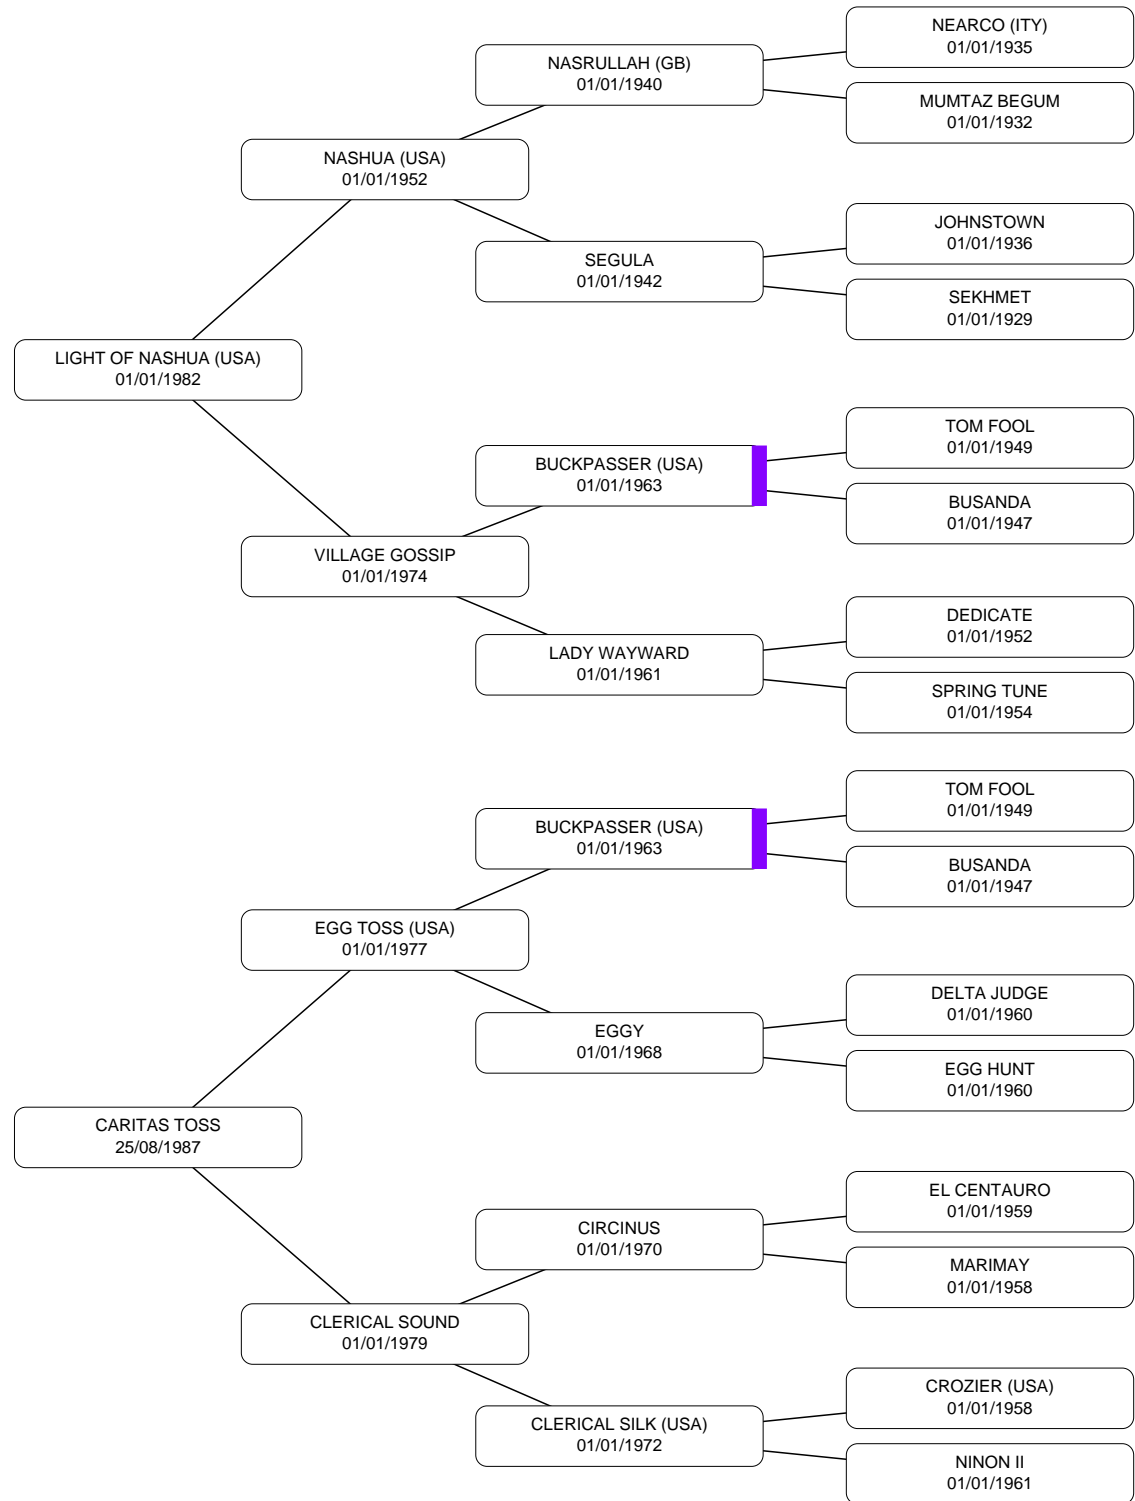 NEARCO (ITY)
01/01/1935
NASRULLAH (GB)
01/01/1940
MUMTAZ BEGUM
01/01/1932
NASHUA (USA)
01/01/1952
JOHNSTOWN
01/01/1936
SEGULA
01/01/1942
SEKHMET
01/01/1929
LIGHT OF NASHUA (USA)
01/01/1982
TOM FOOL
01/01/1949
BUCKPASSER (USA)
01/01/1963
BUSANDA
01/01/1947
VILLAGE GOSSIP
01/01/1974
DEDICATE
01/01/1952
LADY WAYWARD
01/01/1961
SPRING TUNE
01/01/1954
TOM FOOL
01/01/1949
BUCKPASSER (USA)
01/01/1963
BUSANDA
01/01/1947
EGG TOSS (USA)
01/01/1977
DELTA JUDGE
01/01/1960
EGGY
01/01/1968
EGG HUNT
01/01/1960
CARITAS TOSS
25/08/1987
EL CENTAURO
01/01/1959
CIRCINUS
01/01/1970
MARIMAY
01/01/1958
CLERICAL SOUND
01/01/1979
CROZIER (USA)
01/01/1958
CLERICAL SILK (USA)
01/01/1972
NINON II
01/01/1961